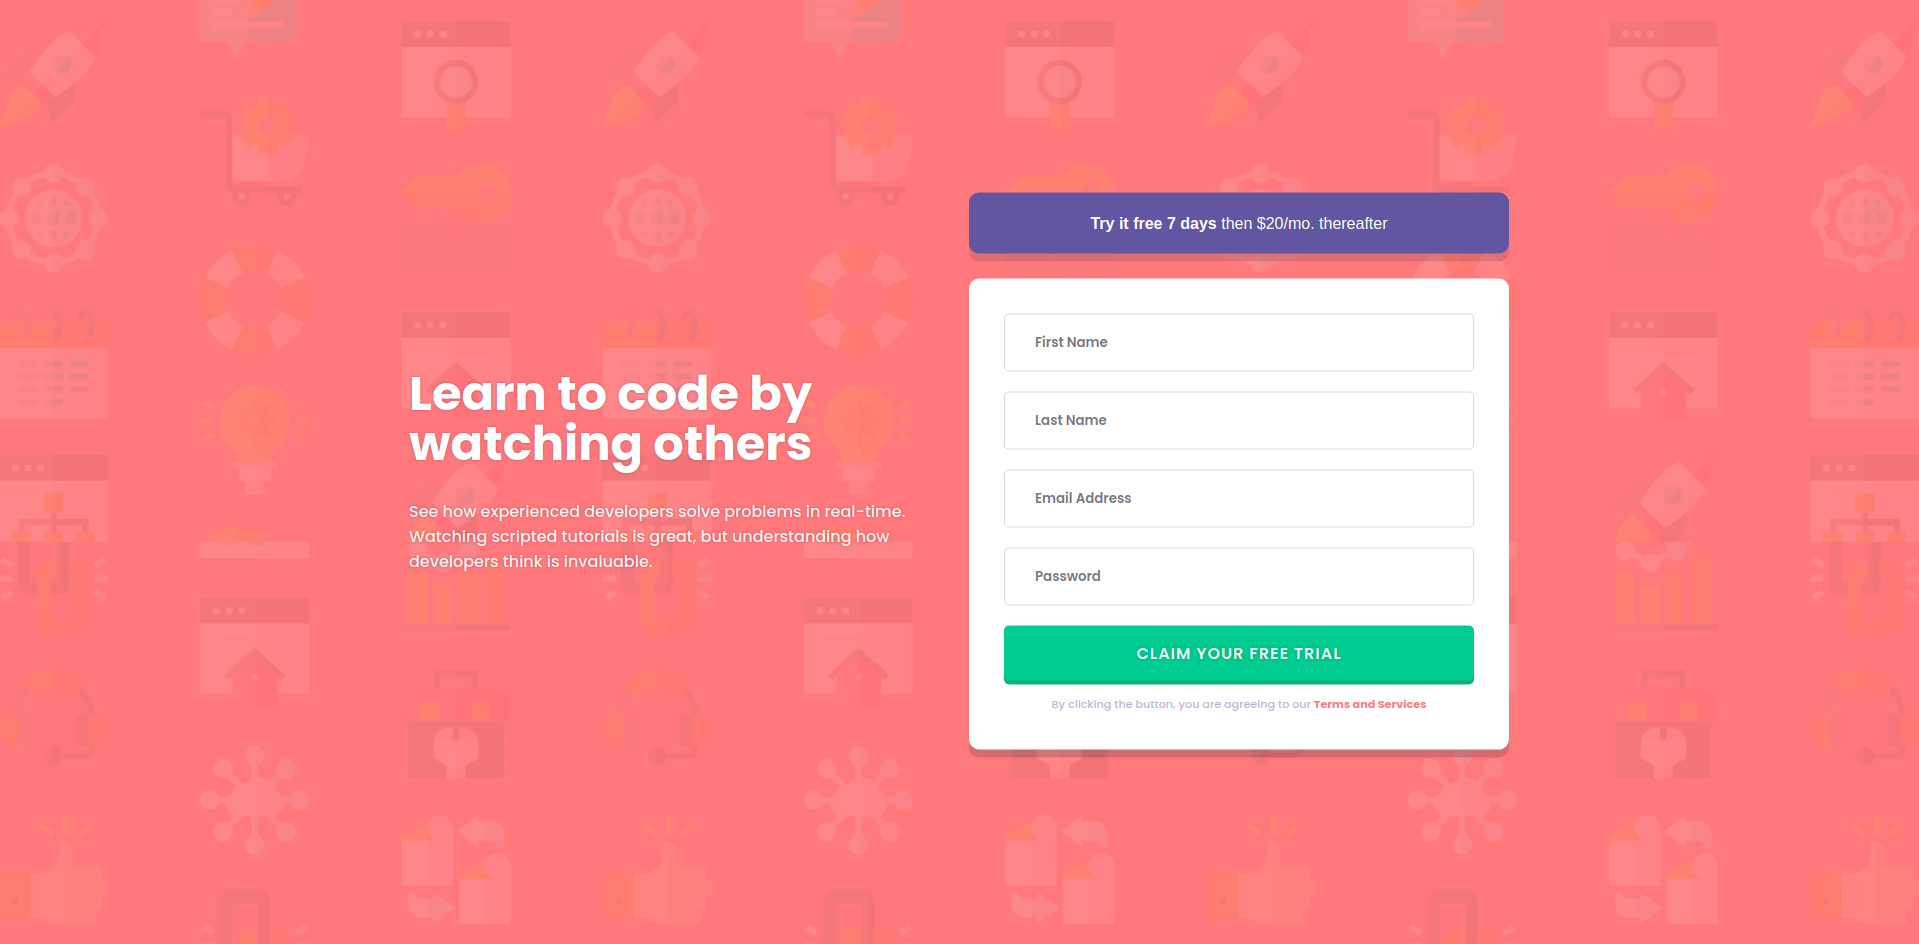 Learn to code by
watching others
See how experienced developers solve problems in real-time.
Watching scripted tutorials is great, but understanding how
developers think is invaluable.
Try it free 7 days then $20/mo. thereafter
First Name
Last Name
Email Address
Password
CLAIM YOUR FREE TRIAL
By clicking the button, you are agreeing to our Terms and Services